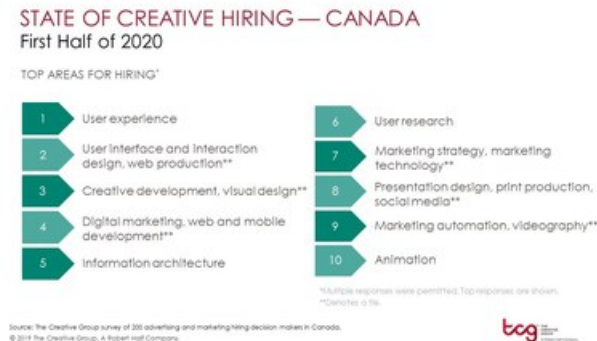 STATE OF CREATIVE HIRING — CANADA
First Half of 2020
TOP AREAS FOR HIRING*
1 User experience
2 User interface and interaction
design, web production**
3 Creative development, visual design**
4 Digital marketing, web and mobile
development**
5 Information architecture
6 User research
7 Marketing strategy, marketing
technology**
8 Presentation design, print production,
social media**
9 Marketing automation, videography**
10 Animation
*Multiple responses were permitted. Top responses are shown.
**Denotes a tie.
Source: The Creative Group survey of 200 advertising and marketing hiring decision makers in Canada.
© 2019 The Creative Group. A Robert Half Company.
tcg